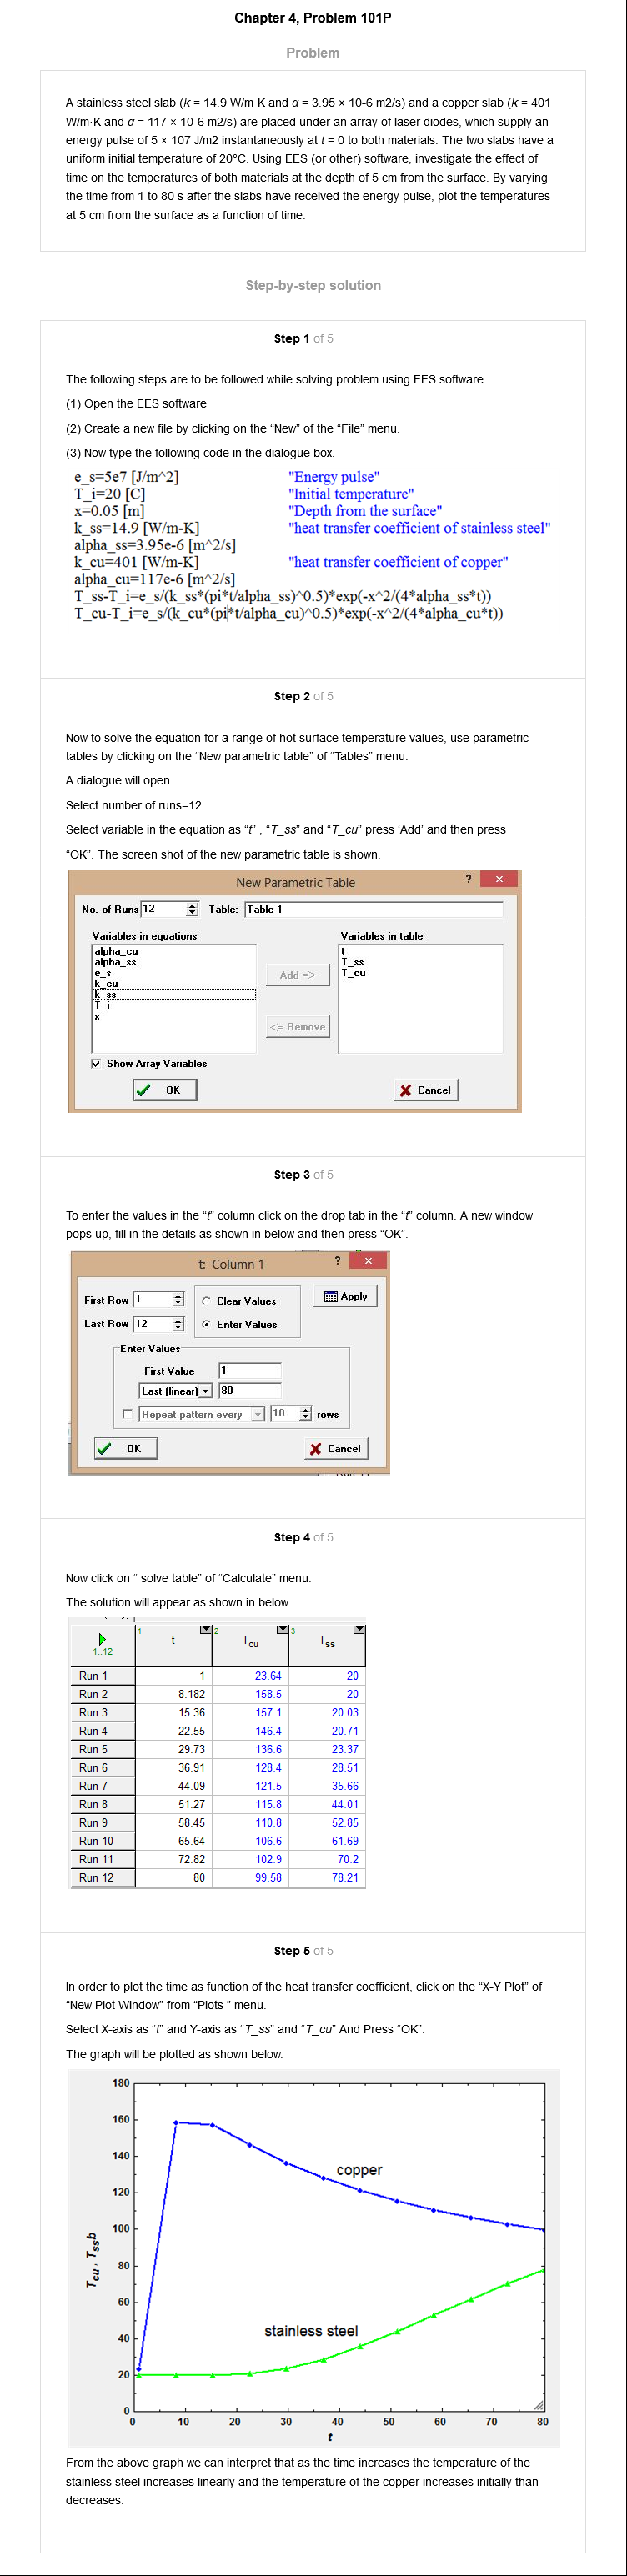 Chapter 4, Problem 101P
Problem
A stainless steel slab (k = 14.9 W/m·K and α = 3.95 × 10-6 m2/s) and a copper slab (k = 401
W/m·K and α = 117 × 10-6 m2/s) are placed under an array of laser diodes, which supply an
energy pulse of 5 × 107 J/m2 instantaneously at t = 0 to both materials. The two slabs have a
uniform initial temperature of 20°C. Using EES (or other) software, investigate the effect of
time on the temperatures of both materials at the depth of 5 cm from the surface. By varying
the time from 1 to 80 s after the slabs have received the energy pulse, plot the temperatures
at 5 cm from the surface as a function of time.
Step-by-step solution
Step 1 of 5
The following steps are to be followed while solving problem using EES software.
(1) Open the EES software
(2) Create a new file by clicking on the “New” of the “File” menu.
(3) Now type the following code in the dialogue box.
e_s=5e7 [J/m^2] "Energy pulse"
T_i=20 [C] "Initial temperature"
x=0.05 [m] "Depth from the surface"
k_ss=14.9 [W/m-K] "heat transfer coefficient of stainless steel"
alpha_ss=3.95e-6 [m^2/s]
k_cu=401 [W/m-K] "heat transfer coefficient of copper"
alpha_cu=117e-6 [m^2/s]
T_ss-T_i=e_s/(k_ss*(pi*t/alpha_ss)^0.5)*exp(-x^2/(4*alpha_ss*t))
T_cu-T_i=e_s/(k_cu*(pi*t/alpha_cu)^0.5)*exp(-x^2/(4*alpha_cu*t))
Step 2 of 5
Now to solve the equation for a range of hot surface temperature values, use parametric
tables by clicking on the “New parametric table” of “Tables” menu.
A dialogue will open.
Select number of runs=12.
Select variable in the equation as “t” , “T_ss” and “T_cu” press ‘Add’ and then press
“OK”. The screen shot of the new parametric table is shown.
New Parametric Table ? ×
No. of Runs 12 Table: Table 1
Variables in equations Variables in table
alpha_cu t
alpha_ss T_ss
e_s T_cu
k_cu
k_ss
T_i
x
Add
Remove
Show Array Variables
OK Cancel
Step 3 of 5
To enter the values in the “t” column click on the drop tab in the “t” column. A new window
pops up, fill in the details as shown in below and then press “OK”.
t: Column 1 ? ×
First Row 1 Clear Values Apply
Last Row 12 Enter Values
Enter Values
First Value 1
Last (linear) 80
Repeat pattern every 10 rows
OK Cancel
Step 4 of 5
Now click on “ solve table” of “Calculate” menu.
The solution will appear as shown in below.
1..12 1 t 2 Tcu 3 Tss
Run 1 1 23.64 20
Run 2 8.182 158.5 20
Run 3 15.36 157.1 20.03
Run 4 22.55 146.4 20.71
Run 5 29.73 136.6 23.37
Run 6 36.91 128.4 28.51
Run 7 44.09 121.5 35.66
Run 8 51.27 115.8 44.01
Run 9 58.45 110.8 52.85
Run 10 65.64 106.6 61.69
Run 11 72.82 102.9 70.2
Run 12 80 99.58 78.21
Step 5 of 5
In order to plot the time as function of the heat transfer coefficient, click on the “X-Y Plot” of
“New Plot Window” from “Plots ” menu.
Select X-axis as “t” and Y-axis as “T_ss” and “T_cu” And Press “OK”.
The graph will be plotted as shown below.
180
160
140
copper
120
100
Tcu , Tssb
80
60
stainless steel
40
20
0
0 10 20 30 40 50 60 70 80
t
From the above graph we can interpret that as the time increases the temperature of the
stainless steel increases linearly and the temperature of the copper increases initially than
decreases.